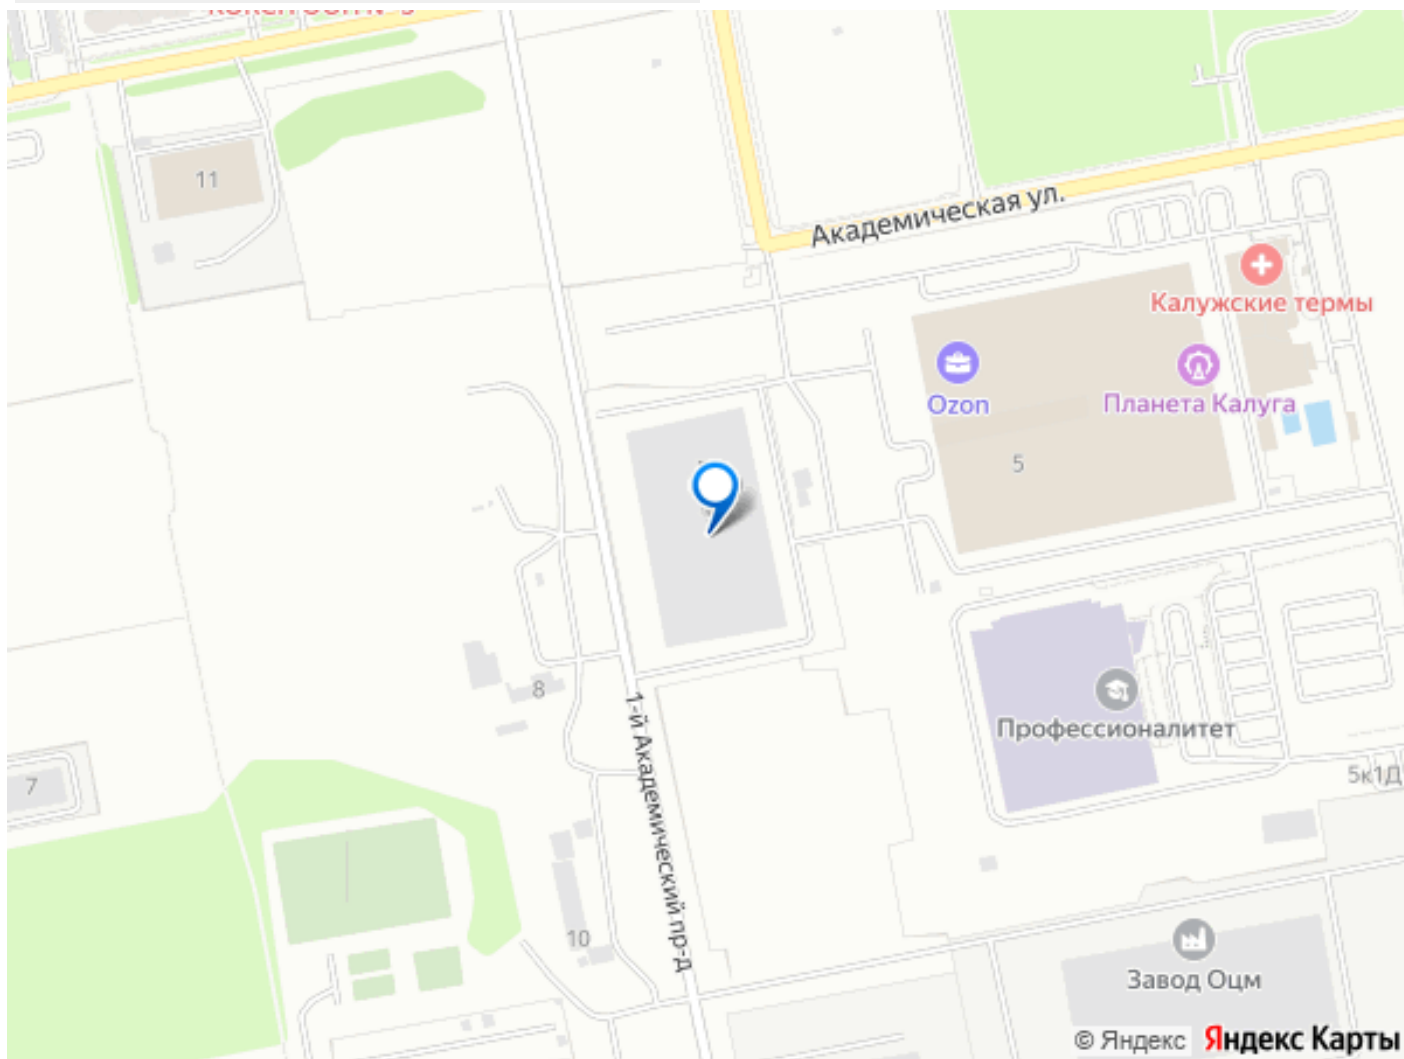 11
Академическая ул.
Калужские термы
Ozon
Планета Калуга
5
8
1-й Академический пр-д
Профессионалитет
7
5к1Д
10
Завод Оцм
© Яндекс Яндекс Карты